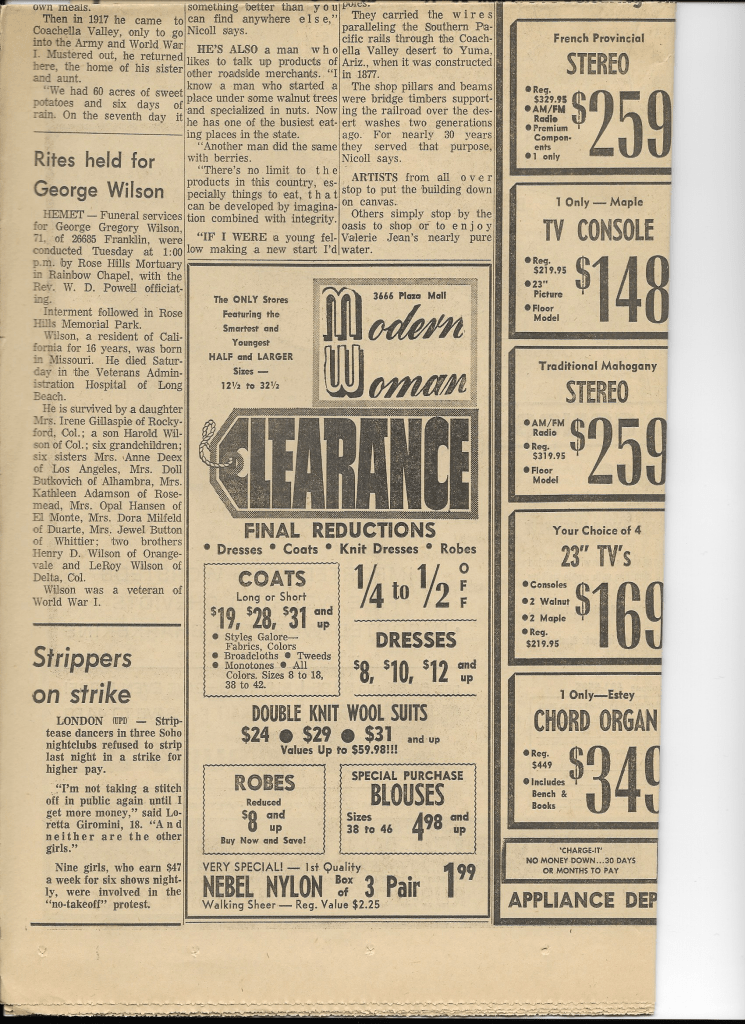 own meals.
Then in 1917 he came to
Coachella Valley, only to go
into the Army and World War
I. Mustered out, he returned
here, the home of his sister
and aunt.
"We had 60 acres of sweet
potatoes and six days of
rain. On the seventh day it
Rites held for
George Wilson
HEMET — Funeral services
for George Gregory Wilson,
71, of 26685 Franklin, were
conducted Tuesday at 1:00
p.m. by Rose Hills Mortuary
in Rainbow Chapel, with the
Rev. W. D. Powell officiat-
ing.
Interment followed in Rose
Hills Memorial Park.
Wilson, a resident of Cali-
fornia for 16 years, was born
in Missouri. He died Satur-
day in the Veterans Admin-
istration Hospital of Long
Beach.
He is survived by a daughter
Mrs. Irene Gillaspie of Rocky-
ford, Col.; a son Harold Wil-
son of Col.; six grandchildren;
six sisters Mrs. Anne Deex
of Los Angeles, Mrs. Doll
Butkovich of Alhambra, Mrs.
Kathleen Adamson of Rose-
mead, Mrs. Opal Hansen of
El Monte, Mrs. Dora Milfeld
of Duarte, Mrs. Jewel Button
of Whittier; two brothers
Henry D. Wilson of Orange-
vale and LeRoy Wilson of
Delta, Col.
Wilson was a veteran of
World War I.
Strippers
on strike
LONDON (UPI) — Strip-
tease dancers in three Soho
nightclubs refused to strip
last night in a strike for
higher pay.
"I'm not taking a stitch
off in public again until I
get more money," said Lo-
retta Giromini, 18. "And
neither are the other
girls."
Nine girls, who earn $47
a week for six shows night-
ly, were involved in the
"no-takeoff" protest.
something better than you
can find anywhere else,"
Nicoll says.
HE'S ALSO a man who
likes to talk up products of
other roadside merchants. "I
know a man who started a
place under some walnut trees
and specialized in nuts. Now
he has one of the busiest eat-
ing places in the state.
"Another man did the same
with berries.
"There's no limit to the
products in this country, es-
pecially things to eat, that
can be developed by imagina-
tion combined with integrity.
"IF I WERE a young fel-
low making a new start I'd
poles.
They carried the wires
paralleling the Southern Pa-
cific rails through the Coach-
ella Valley desert to Yuma,
Ariz., when it was constructed
in 1877.
The shop pillars and beams
were bridge timbers support-
ing the railroad over the des-
ert washes two generations
ago. For nearly 30 years
they served that purpose,
Nicoll says.
ARTISTS from all over
stop to put the building down
on canvas.
Others simply stop by the
oasis to shop or to enjoy
Valerie Jean's nearly pure
water.
The ONLY Stores
Featuring the
Smartest and
Youngest
HALF and LARGER
Sizes —
12½ to 32½
3666 Plaza Mall
Modern
Woman
CLEARANCE
FINAL REDUCTIONS
• Dresses • Coats • Knit Dresses • Robes
COATS
Long or Short
$19, $28, $31 and up
• Styles Galore—
Fabrics, Colors
• Broadcloths • Tweeds
• Monotones • All
Colors. Sizes 8 to 18,
38 to 42.
1/4 to 1/2 OFF
DRESSES
$8, $10, $12 and up
DOUBLE KNIT WOOL SUITS
$24 • $29 • $31 and up
Values Up to $59.98!!!
ROBES
Reduced
$8 and up
Buy Now and Save!
SPECIAL PURCHASE
BLOUSES
Sizes
38 to 46
4.98 and up
VERY SPECIAL! — 1st Quality
NEBEL NYLON Box of 3 Pair 1.99
Walking Sheer — Reg. Value $2.25
French Provincial
STEREO
• Reg.
$329.95
• AM/FM
Radio
• Premium
Compon-
ents
• 1 only
$259
1 Only — Maple
TV CONSOLE
• Reg.
$219.95
• 23"
Picture
• Floor
Model
$148
Traditional Mahogany
STEREO
• AM/FM
Radio
• Reg.
$319.95
• Floor
Model
$259
Your Choice of 4
23" TV's
• Consoles
• 2 Walnut
• 2 Maple
• Reg.
$219.95
$169
1 Only—Estey
CHORD ORGAN
• Reg.
$449
• Includes
Bench &
Books
$349
'CHARGE-IT'
NO MONEY DOWN...30 DAYS
OR MONTHS TO PAY
APPLIANCE DEP